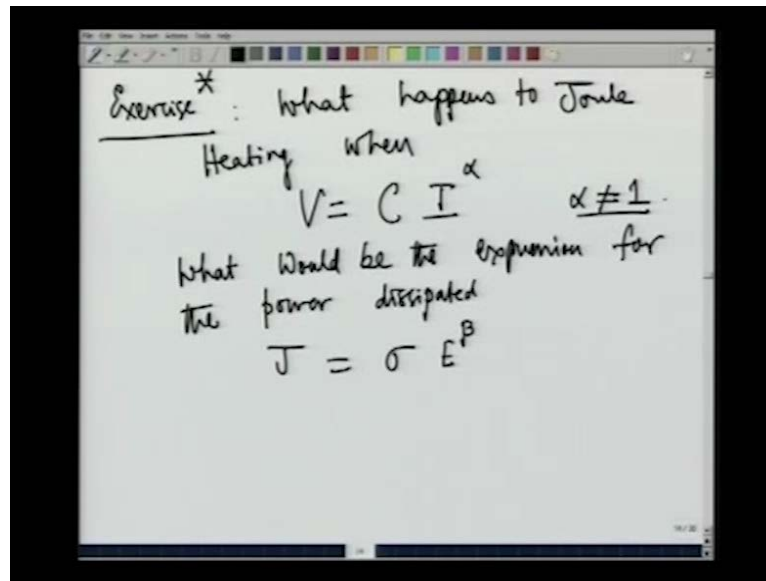 Exercise* : What happens to Joule
Heating when
V = C I^α α ≠ 1.
What would be the expression for
the power dissipated
J = σ E^β